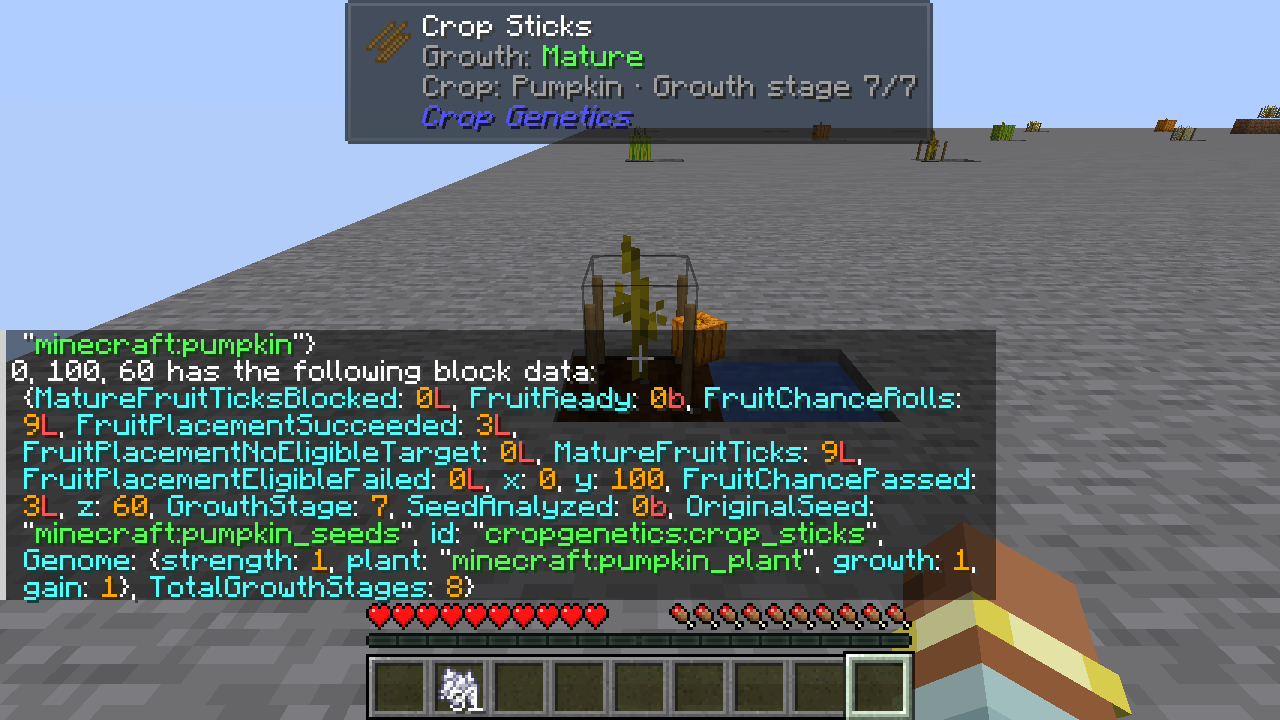 Crop Sticks
Growth: Mature
Crop: Pumpkin · Growth stage 7/7
Crop Genetics
"minecraft:pumpkin"}
0, 100, 60 has the following block data:
{MatureFruitTicksBlocked: 0L, FruitReady: 0b, FruitChanceRolls:
9L, FruitPlacementSucceeded: 3L,
FruitPlacementNoEligibleTarget: 0L, MatureFruitTicks: 9L,
FruitPlacementEligibleFailed: 0L, x: 0, y: 100, FruitChancePassed:
3L, z: 60, GrowthStage: 7, SeedAnalyzed: 0b, OriginalSeed:
"minecraft:pumpkin_seeds", id: "cropgenetics:crop_sticks",
Genome: {strength: 1, plant: "minecraft:pumpkin_plant", growth: 1,
gain: 1}, TotalGrowthStages: 8}